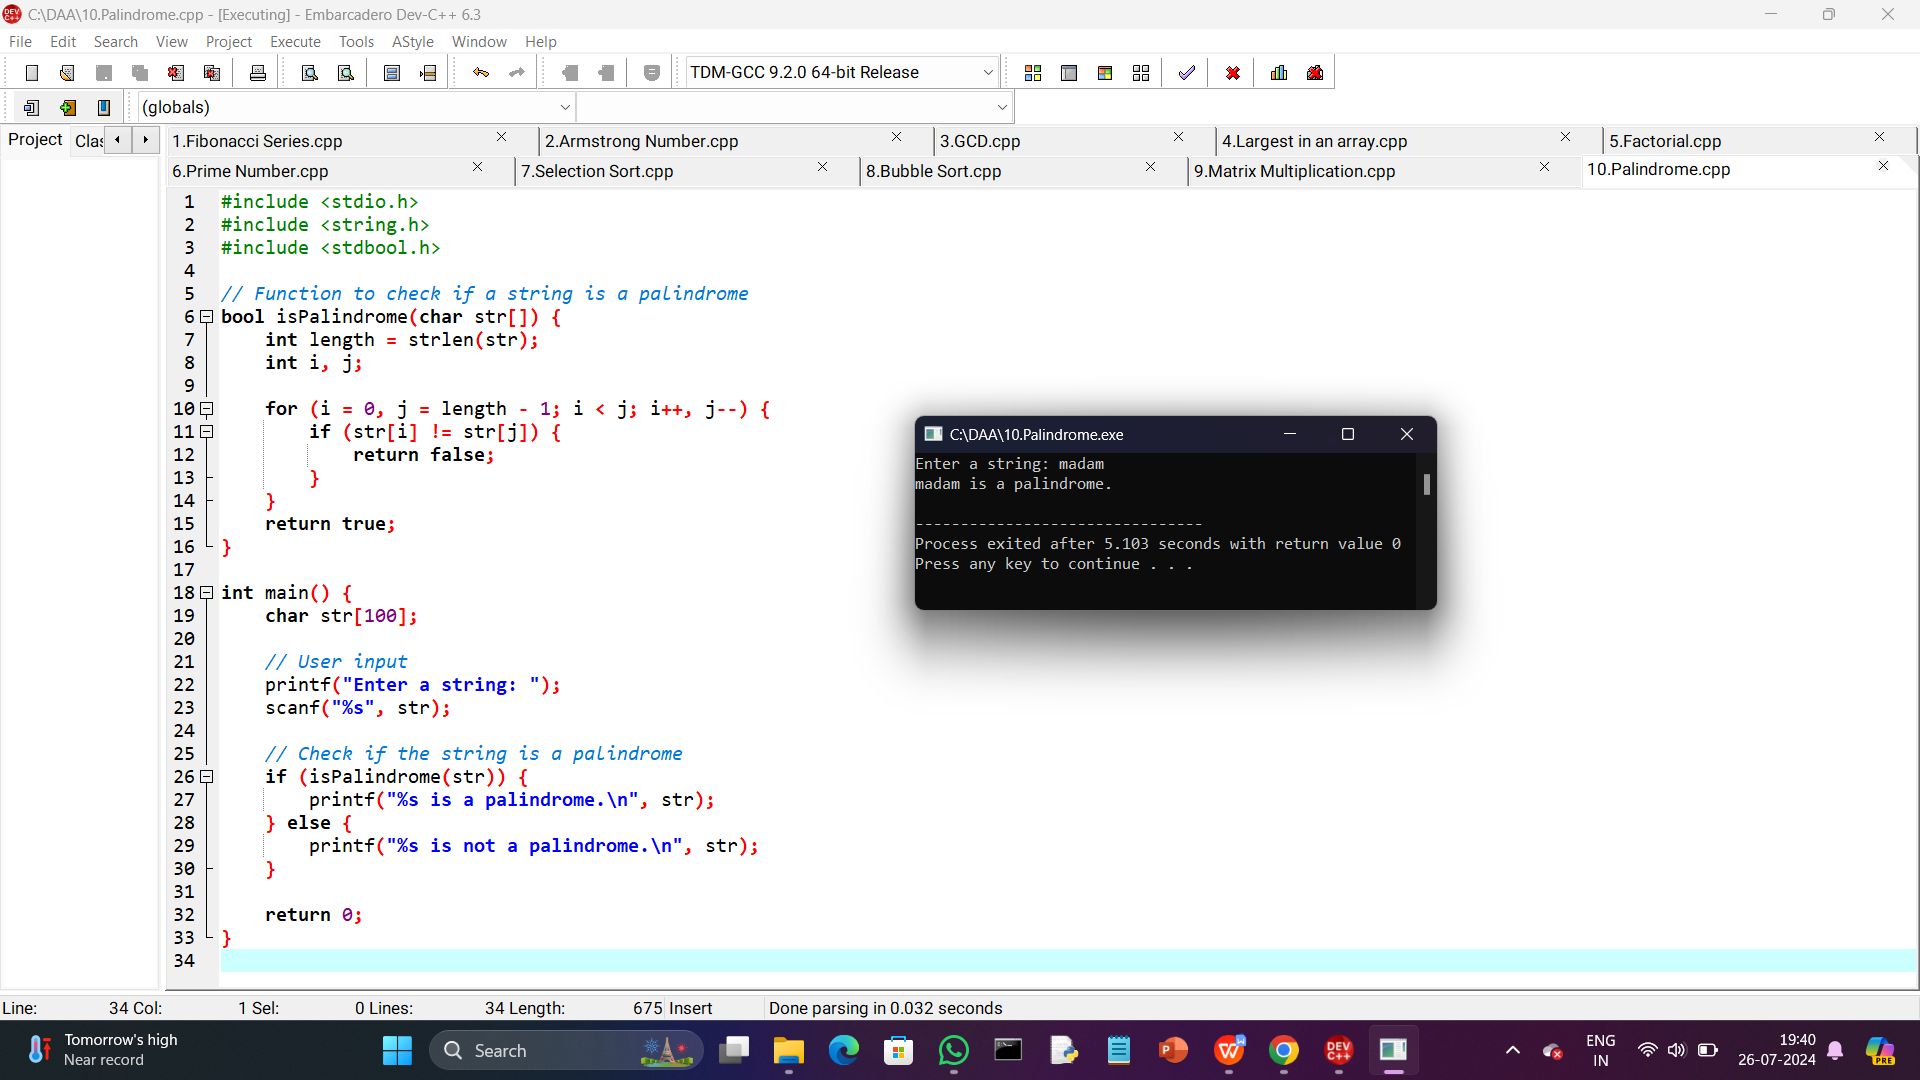 C:\DAA\10.Palindrome.cpp - [Executing] - Embarcadero Dev-C++ 6.3
File Edit Search View Project Execute Tools AStyle Window Help
TDM-GCC 9.2.0 64-bit Release
(globals)
Project Clas
1.Fibonacci Series.cpp 2.Armstrong Number.cpp 3.GCD.cpp 4.Largest in an array.cpp 5.Factorial.cpp
6.Prime Number.cpp 7.Selection Sort.cpp 8.Bubble Sort.cpp 9.Matrix Multiplication.cpp 10.Palindrome.cpp
1 #include <stdio.h>
2 #include <string.h>
3 #include <stdbool.h>
4
5 // Function to check if a string is a palindrome
6 bool isPalindrome(char str[]) {
7 int length = strlen(str);
8 int i, j;
9
10 for (i = 0, j = length - 1; i < j; i++, j--) {
11 if (str[i] != str[j]) {
12 return false;
13 }
14 }
15 return true;
16 }
17
18 int main() {
19 char str[100];
20
21 // User input
22 printf("Enter a string: ");
23 scanf("%s", str);
24
25 // Check if the string is a palindrome
26 if (isPalindrome(str)) {
27 printf("%s is a palindrome.\n", str);
28 } else {
29 printf("%s is not a palindrome.\n", str);
30 }
31
32 return 0;
33 }
34
C:\DAA\10.Palindrome.exe
Enter a string: madam
madam is a palindrome.
--------------------------------
Process exited after 5.103 seconds with return value 0
Press any key to continue . . .
Line: 34 Col: 1 Sel: 0 Lines: 34 Length: 675 Insert Done parsing in 0.032 seconds
Tomorrow's high
Near record
Search
ENG
IN
19:40
26-07-2024